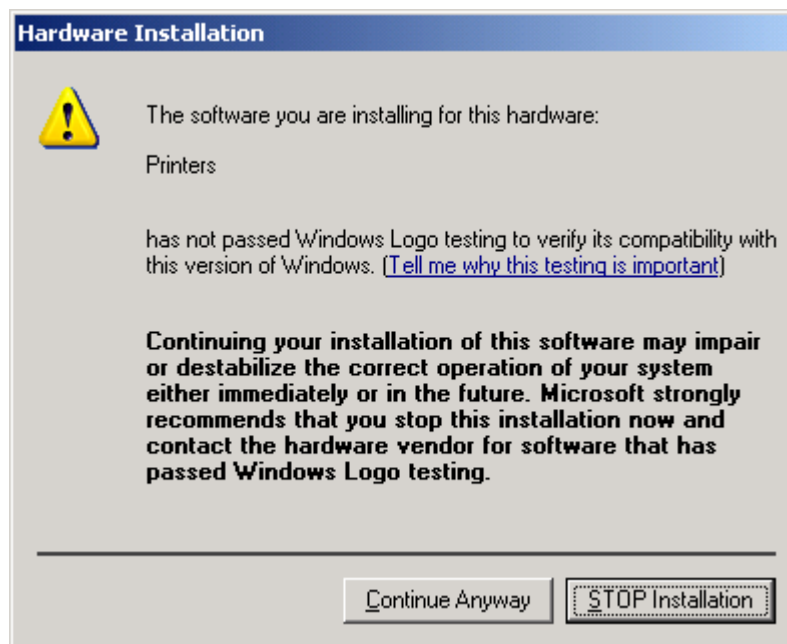 Hardware Installation
The software you are installing for this hardware:
Printers
has not passed Windows Logo testing to verify its compatibility with
this version of Windows. (Tell me why this testing is important)
Continuing your installation of this software may impair
or destabilize the correct operation of your system
either immediately or in the future. Microsoft strongly
recommends that you stop this installation now and
contact the hardware vendor for software that has
passed Windows Logo testing.
Continue Anyway STOP Installation